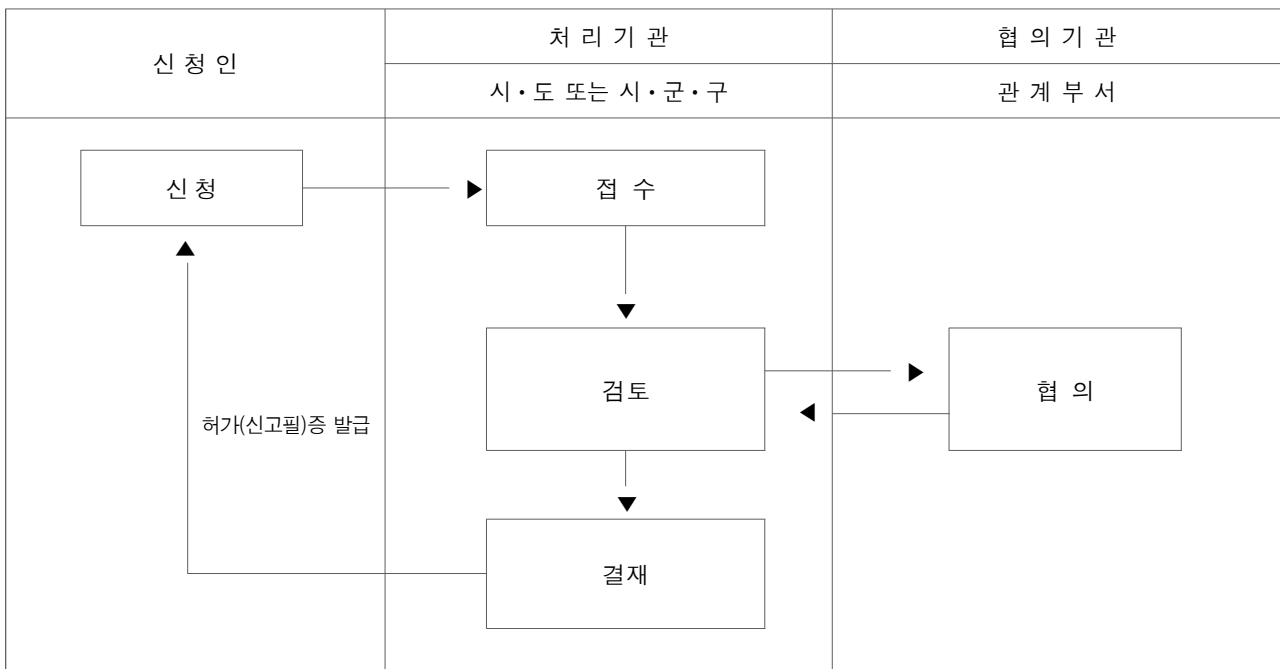 신 청 인
처 리 기 관
협 의 기 관
시・도 또는 시・군・구
관 계 부 서
신 청
접 수
검토
협 의
허가(신고필)증 발급
결재